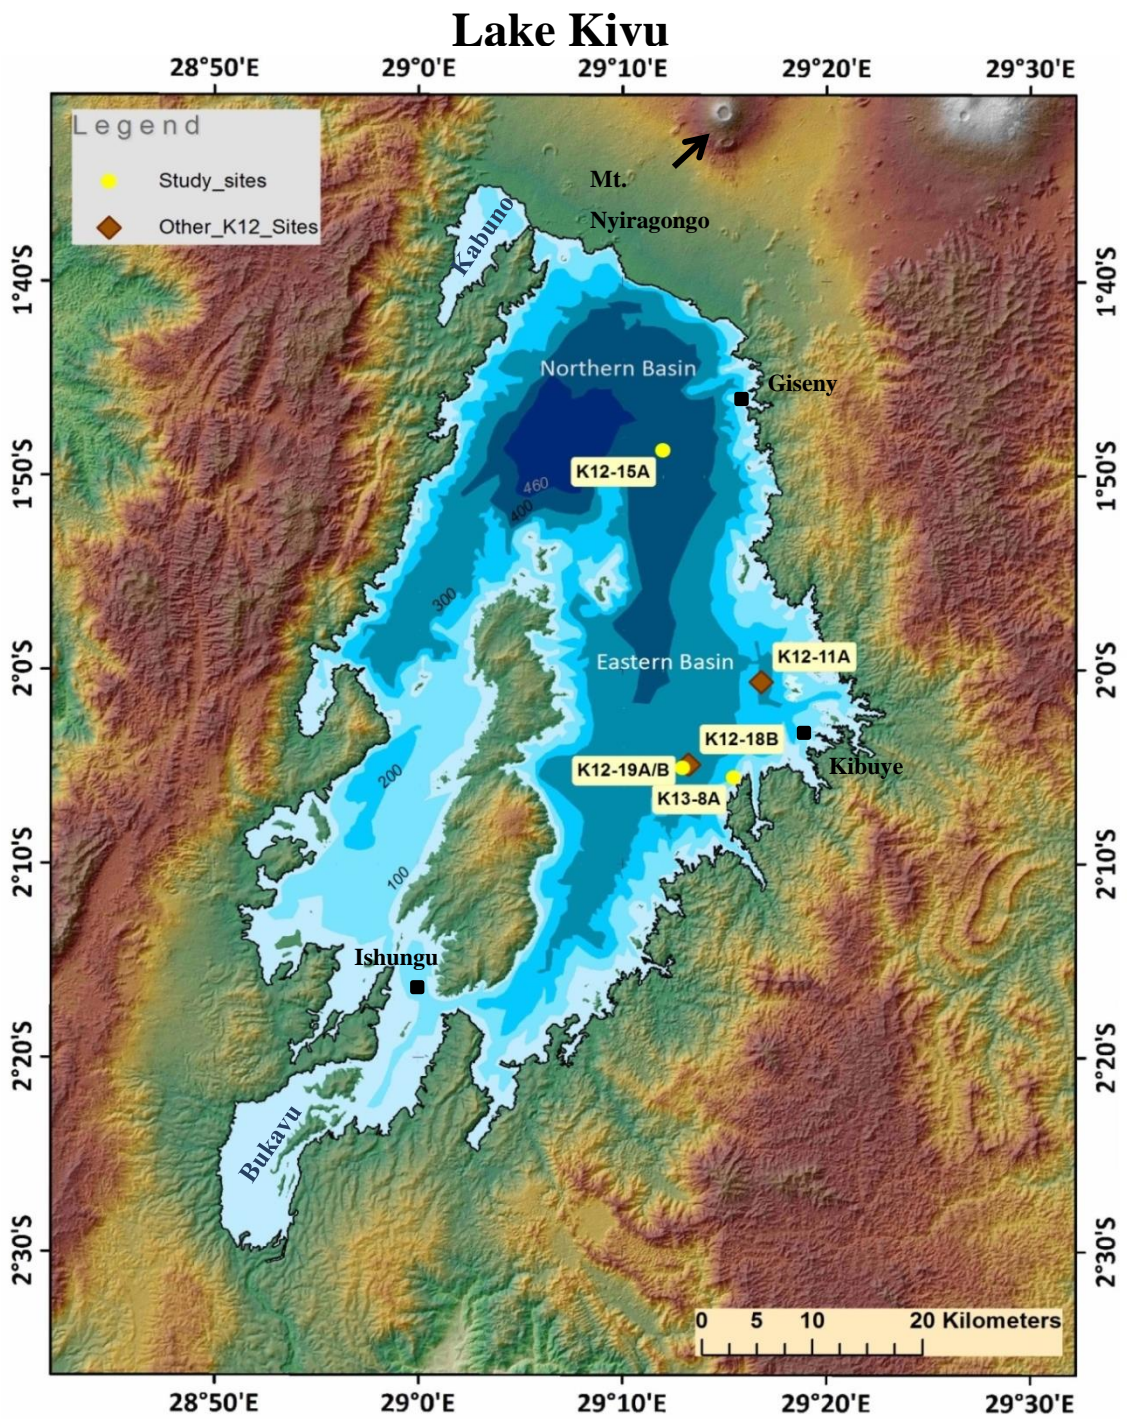 Lake Kivu
28°50'E 29°0'E 29°10'E 29°20'E 29°30'E
Legend
Study_sites
Other_K12_Sites
Mt.
Nyiragongo
Kabuno
1°40'S 1°40'S
Northern Basin
Giseny
K12-15A
1°50'S 1°50'S
460
400
300
Eastern Basin
K12-11A
2°0'S 2°0'S
K12-18B
K12-19A/B
Kibuye
K13-8A
200
2°10'S 2°10'S
100
Ishungu
2°20'S 2°20'S
Bukavu
2°30'S 2°30'S
0 5 10 20 Kilometers
28°50'E 29°0'E 29°10'E 29°20'E 29°30'E